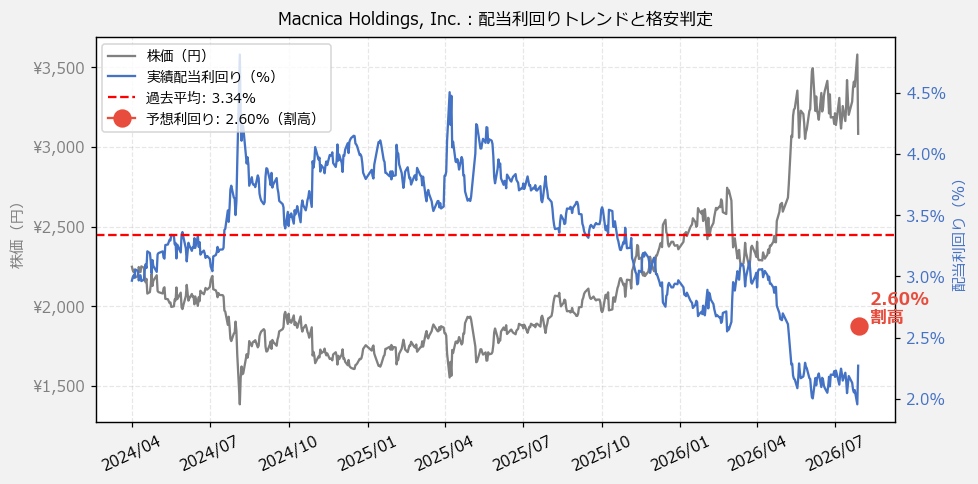 Macnica Holdings, Inc. : 配当利回りトレンドと格安判定
株価（円）
実績配当利回り（%）
過去平均: 3.34%
予想利回り: 2.60%（割高）
¥3,500
¥3,000
¥2,500
¥2,000
¥1,500
株価（円）
4.5%
4.0%
3.5%
3.0%
2.5%
2.0%
配当利回り（%）
2.60%
割高
2024/04
2024/07
2024/10
2025/01
2025/04
2025/07
2025/10
2026/01
2026/04
2026/07